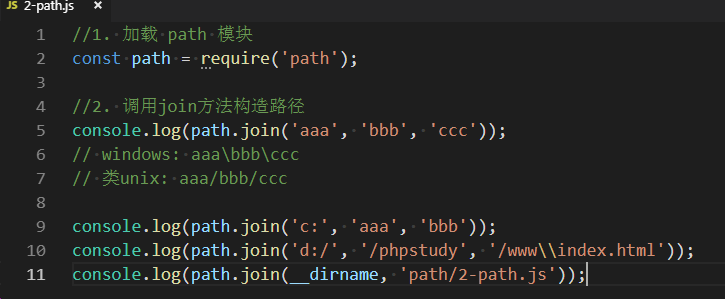 JS 2-path.js ×
1 //1. 加载 path 模块
2 const path = require('path');
3
4 //2. 调用join方法构造路径
5 console.log(path.join('aaa', 'bbb', 'ccc'));
6 // windows: aaa\bbb\ccc
7 // 类unix: aaa/bbb/ccc
8
9 console.log(path.join('c:', 'aaa', 'bbb'));
10 console.log(path.join('d:/', '/phpstudy', '/www\\index.html'));
11 console.log(path.join(__dirname, 'path/2-path.js'));